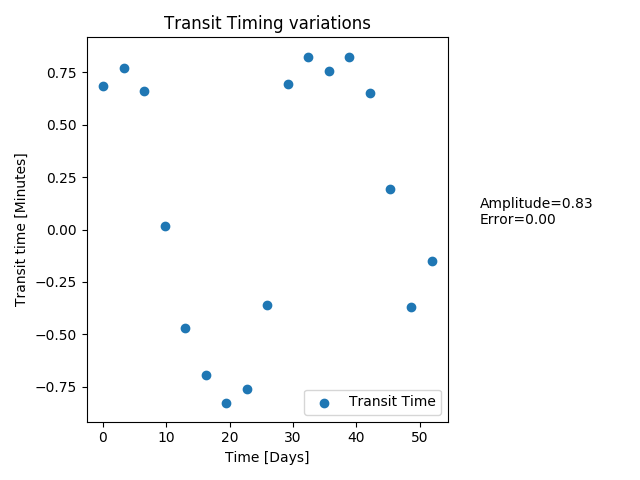 Transit Timing variations
Transit time [Minutes]
0.75
0.50
0.25
0.00
−0.25
−0.50
−0.75
Amplitude=0.83
Error=0.00
Transit Time
0 10 20 30 40 50
Time [Days]